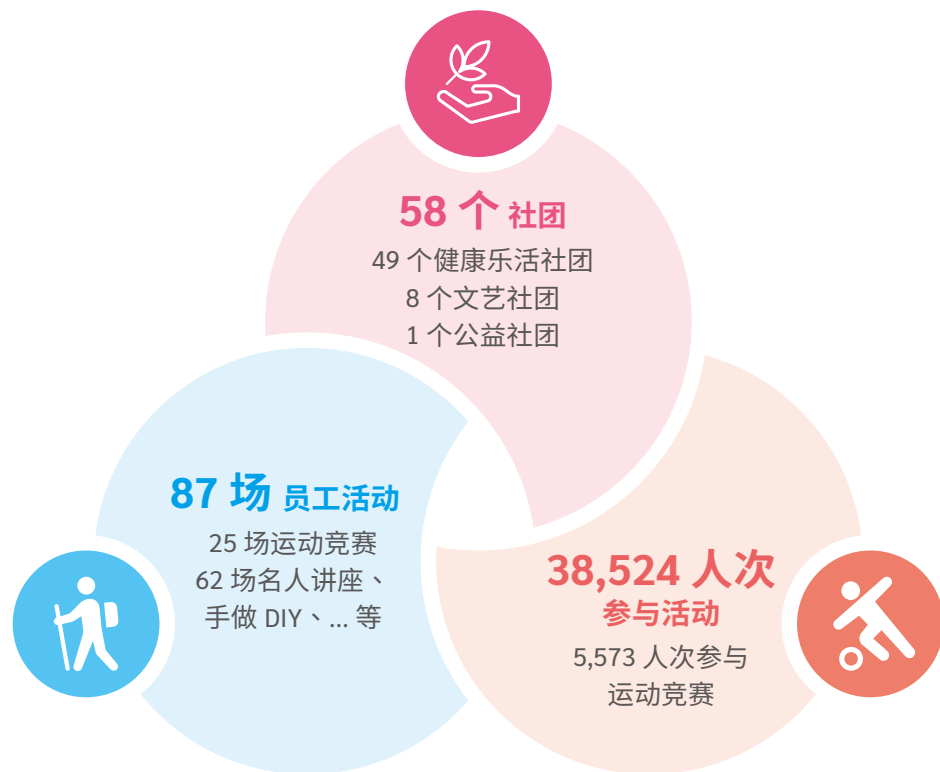 58 个 社团
49 个健康乐活社团
8 个文艺社团
1 个公益社团
87 场 员工活动
25 场运动竞赛
62 场名人讲座、
手做 DIY、... 等
38,524 人次
参与活动
5,573 人次参与
运动竞赛